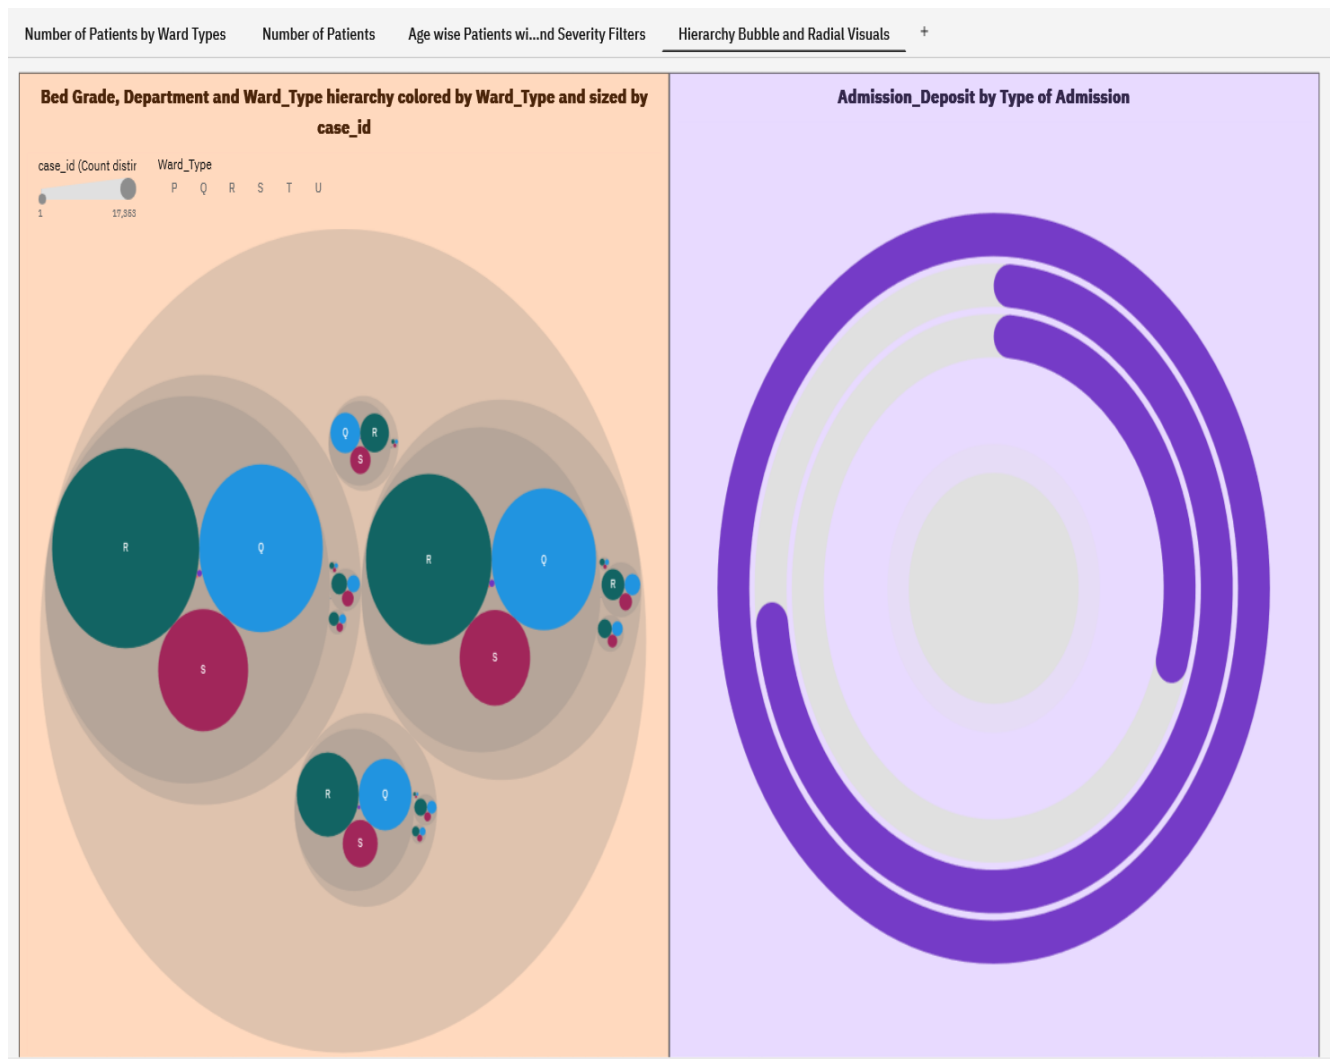 Number of Patients by Ward Types
Number of Patients
Age wise Patients wi...nd Severity Filters
Hierarchy Bubble and Radial Visuals
+
Bed Grade, Department and Ward_Type hierarchy colored by Ward_Type and sized by
case_id
Admission_Deposit by Type of Admission
case_id (Count distir
Ward_Type
P Q R S T U
1
17,353
Q R
S
R Q
S
R Q
S
R
R Q
S